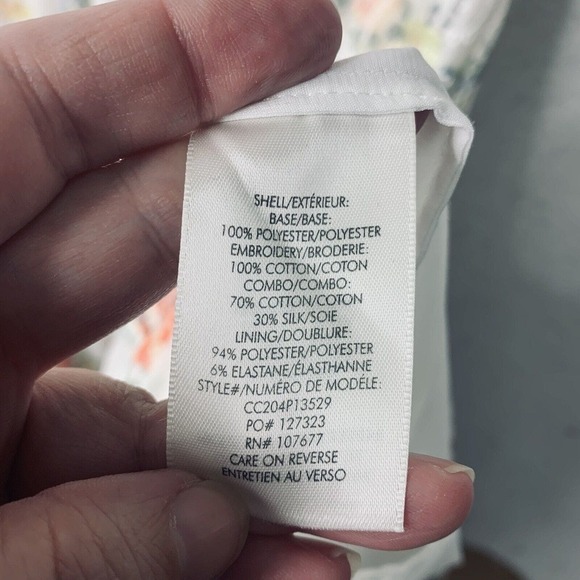 SHELL/EXTÉRIEUR:
BASE/BASE:
100% POLYESTER/POLYESTER
EMBROIDERY/BRODERIE:
100% COTTON/COTON
COMBO/COMBO:
70% COTTON/COTON
30% SILK/SOIE
LINING/DOUBLURE:
94% POLYESTER/POLYESTER
6% ELASTANE/ÉLASTHANNE
STYLE#/NUMÉRO DE MODÈLE:
CC204P13529
PO# 127323
RN# 107677
CARE ON REVERSE
ENTRETIEN AU VERSO